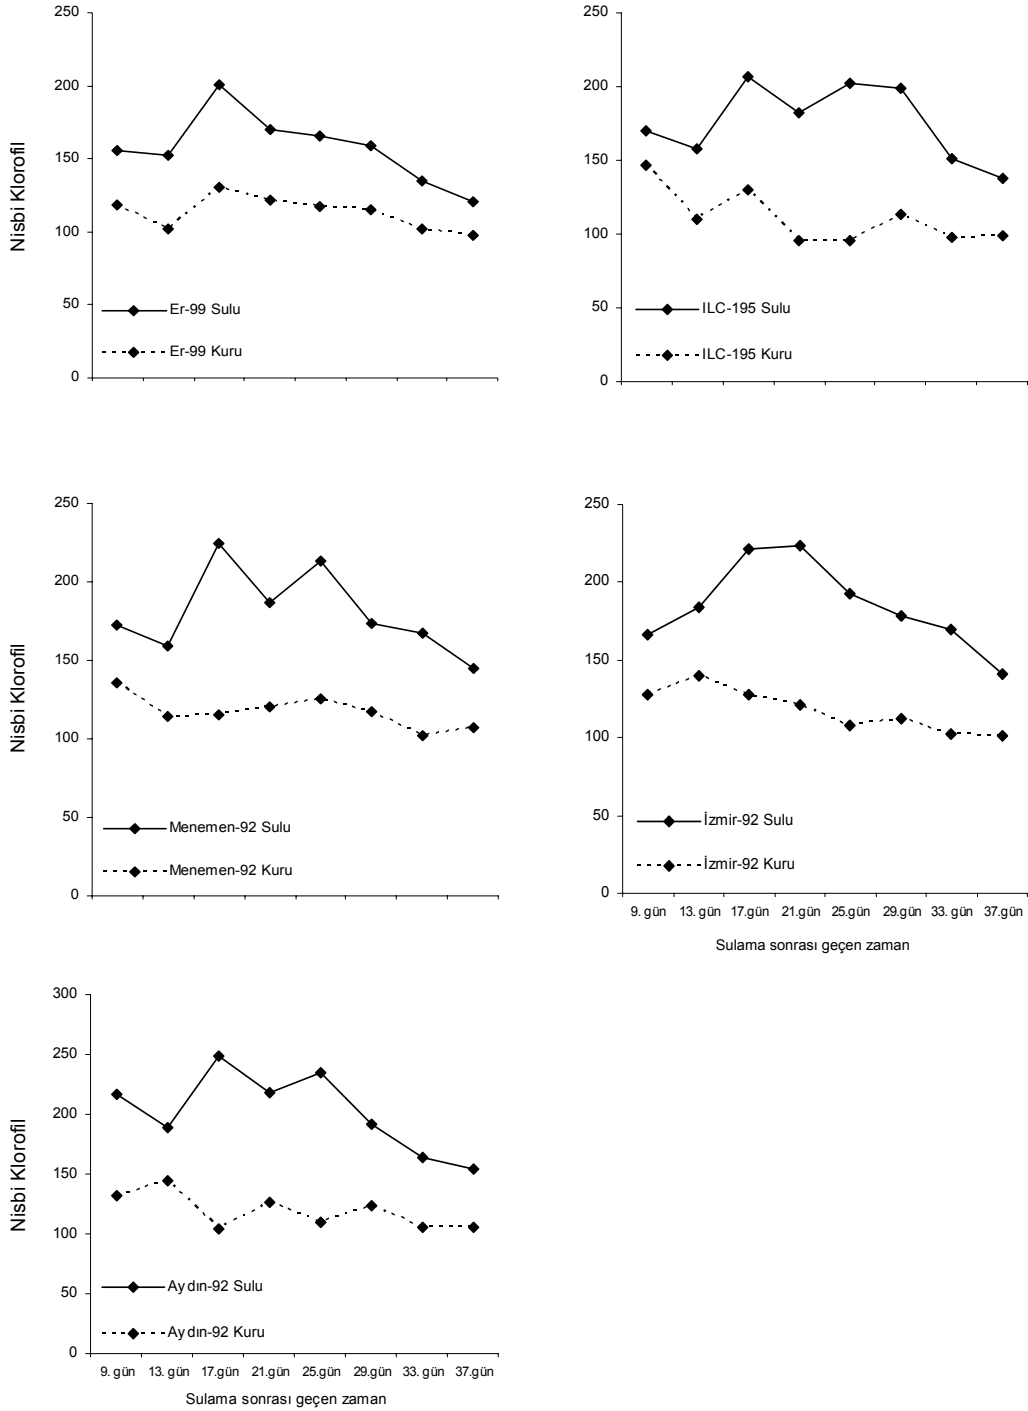 250
200
150
100
50
0
Nisbi Klorofil
Er-99 Sulu
Er-99 Kuru
250
200
150
100
50
0
ILC-195 Sulu
ILC-195 Kuru
250
200
150
100
50
0
Nisbi Klorofil
Menemen-92 Sulu
Menemen-92 Kuru
250
200
150
100
50
0
İzmir-92 Sulu
İzmir-92 Kuru
9. gün 13. gün 17.gün 21.gün 25.gün 29.gün 33. gün 37.gün
Sulama sonrası geçen zaman
300
250
200
150
100
50
0
Nisbi Klorofil
Aydın-92 Sulu
Aydın-92 Kuru
9. gün 13. gün 17.gün 21.gün 25.gün 29.gün 33. gün 37.gün
Sulama sonrası geçen zaman